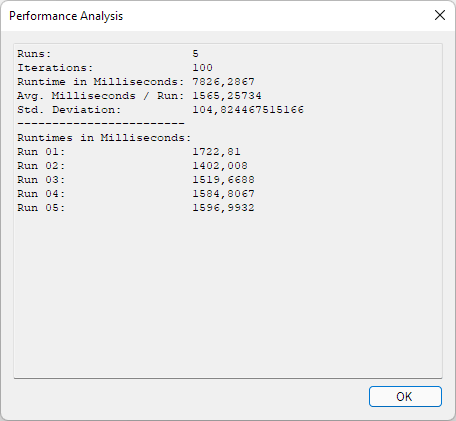 Performance Analysis
Runs: 5
Iterations: 100
Runtime in Milliseconds: 7826,2867
Avg. Milliseconds / Run: 1565,25734
Std. Deviation: 104,824467515166
------------------------
Runtimes in Milliseconds:
Run 01: 1722,81
Run 02: 1402,008
Run 03: 1519,6688
Run 04: 1584,8067
Run 05: 1596,9932
OK